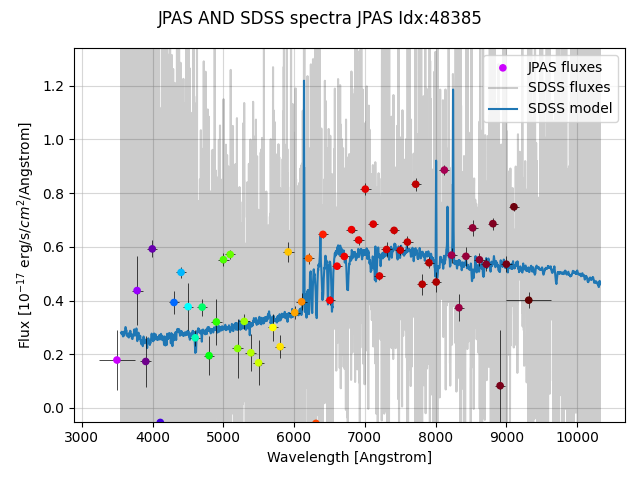 JPAS AND SDSS spectra JPAS Idx:48385
JPAS fluxes
SDSS fluxes
SDSS model
Flux [10⁻¹⁷ erg/s/cm²/Angstrom]
1.2
1.0
0.8
0.6
0.4
0.2
0.0
3000 4000 5000 6000 7000 8000 9000 10000
Wavelength [Angstrom]